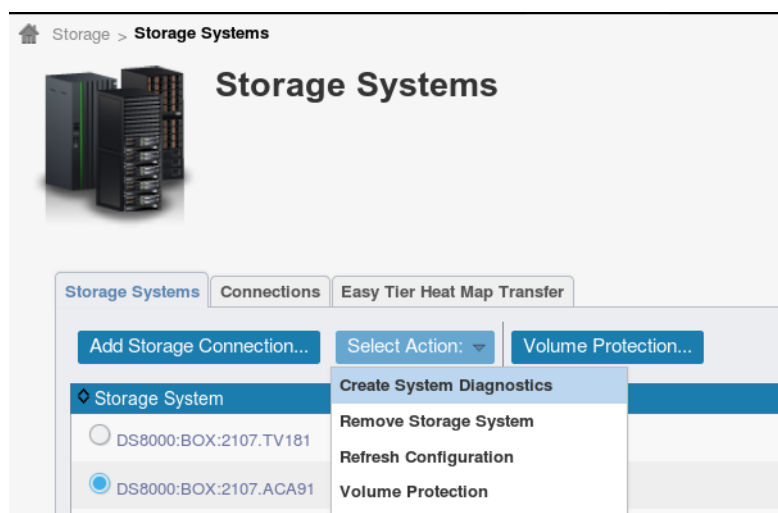 Storage > Storage Systems
Storage Systems
Storage Systems Connections Easy Tier Heat Map Transfer
Add Storage Connection... Select Action: Volume Protection...
Storage System
Create System Diagnostics
Remove Storage System
DS8000:BOX:2107.TV181
Refresh Configuration
DS8000:BOX:2107.ACA91
Volume Protection